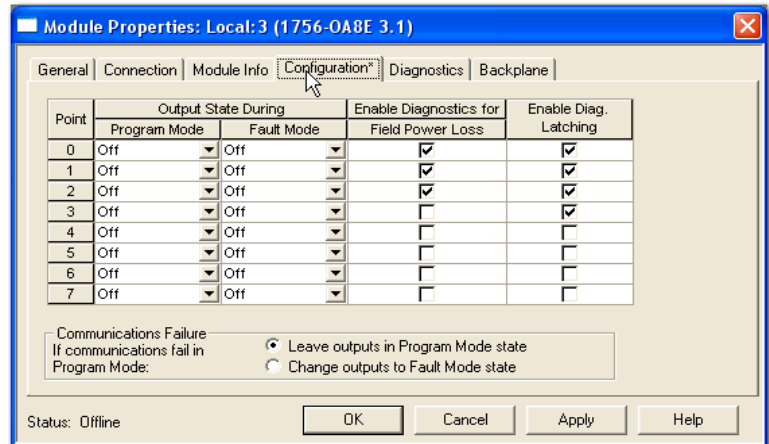 Module Properties: Local:3 (1756-OA8E 3.1)
General Connection Module Info Configuration* Diagnostics Backplane
Point Output State During Enable Diagnostics for Enable Diag.
Program Mode Fault Mode Field Power Loss Latching
0 Off Off
1 Off Off
2 Off Off
3 Off Off
4 Off Off
5 Off Off
6 Off Off
7 Off Off
Communications Failure
If communications fail in
Program Mode:
Leave outputs in Program Mode state
Change outputs to Fault Mode state
Status: Offline OK Cancel Apply Help